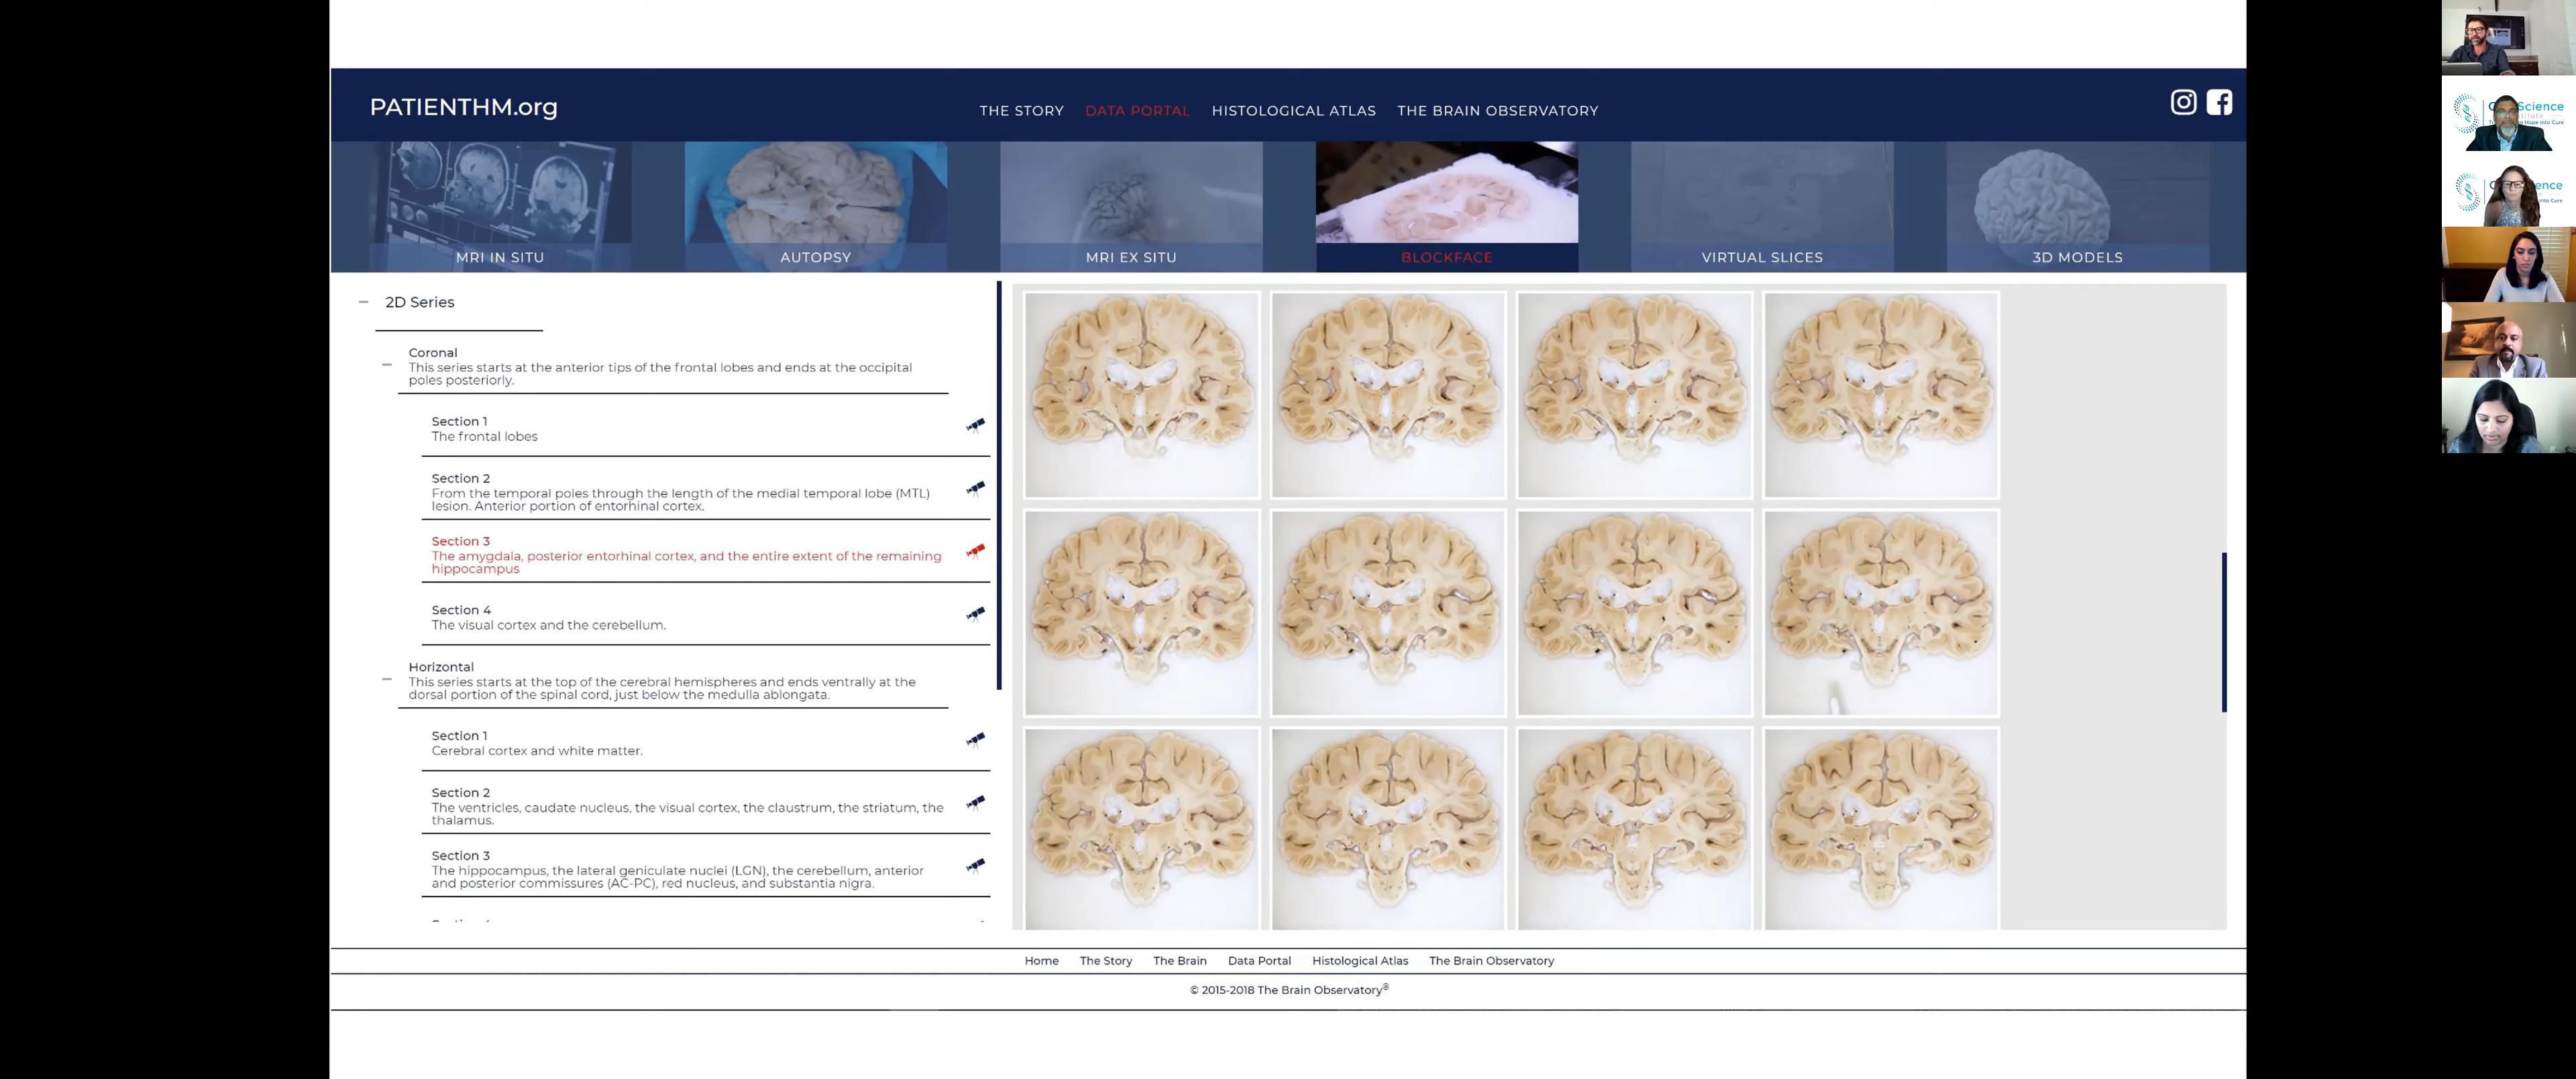 PATIENTHM.org
THE STORY
DATA PORTAL
HISTOLOGICAL ATLAS
THE BRAIN OBSERVATORY
MRI IN SITU
AUTOPSY
MRI EX SITU
BLOCKFACE
VIRTUAL SLICES
3D MODELS
2D Series
Coronal
This series starts at the anterior tips of the frontal lobes and ends at the occipital
poles posteriorly.
Section 1
The frontal lobes
Section 2
From the temporal poles through the length of the medial temporal lobe (MTL)
lesion. Anterior portion of entorhinal cortex.
Section 3
The amygdala, posterior entorhinal cortex, and the entire extent of the remaining
hippocampus
Section 4
The visual cortex and the cerebellum.
Horizontal
This series starts at the top of the cerebral hemispheres and ends ventrally at the
dorsal portion of the spinal cord, just below the medulla ablongata.
Section 1
Cerebral cortex and white matter.
Section 2
The ventricles, caudate nucleus, the visual cortex, the claustrum, the striatum, the
thalamus.
Section 3
The hippocampus, the lateral geniculate nuclei (LGN), the cerebellum, anterior
and posterior commissures (AC-PC), red nucleus, and substantia nigra.
Home
The Story
The Brain
Data Portal
Histological Atlas
The Brain Observatory
© 2015-2018 The Brain Observatory®
Science
Hope into Cure